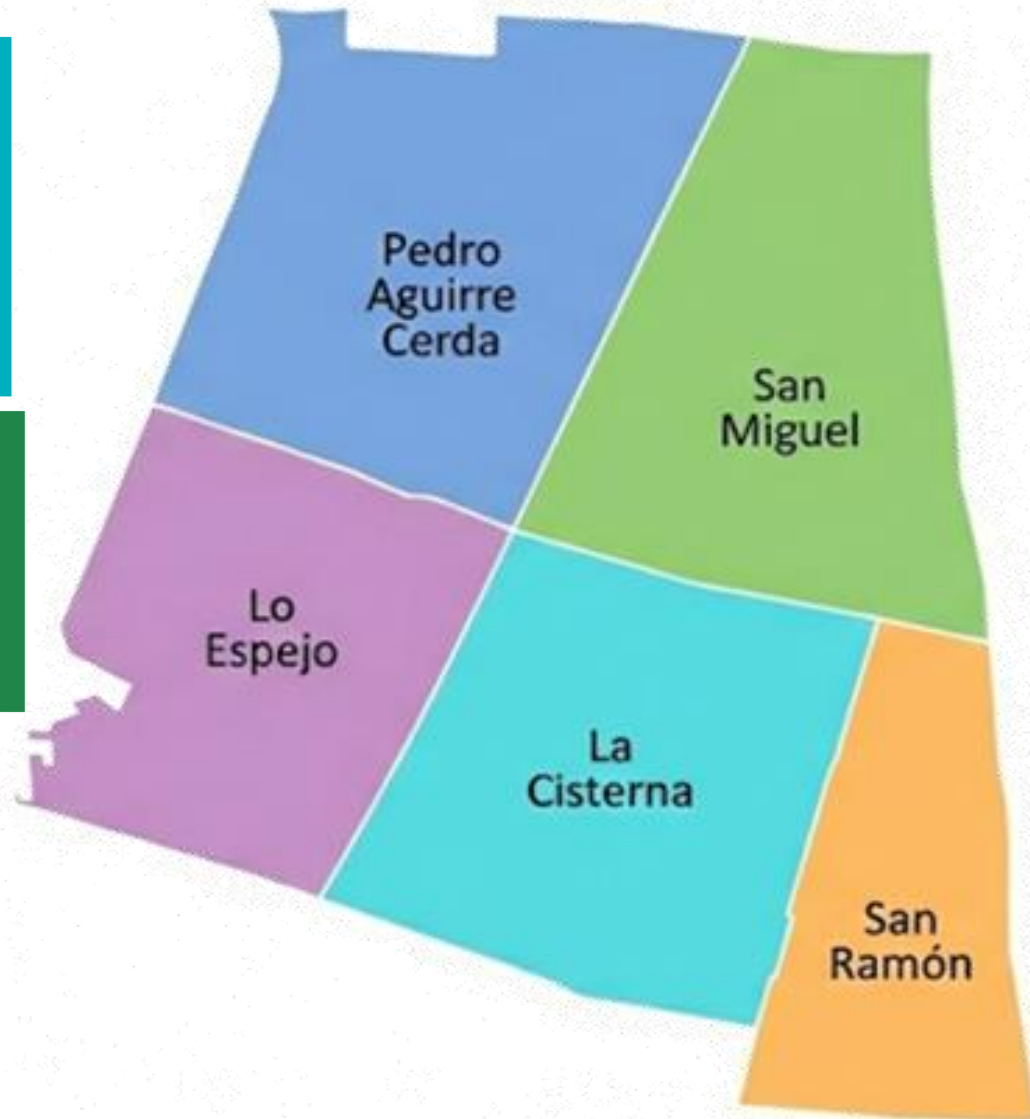 Pedro
Aguirre
Cerda
San
Miguel
Lo
Espejo
La
Cisterna
San
Ramón